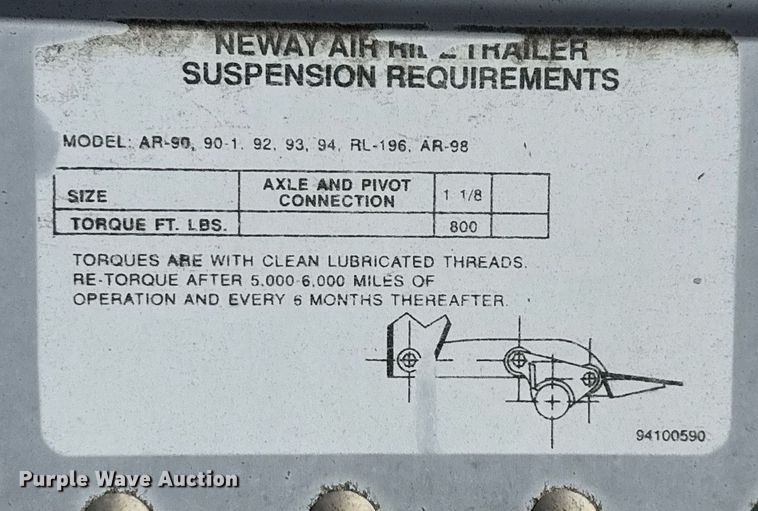 NEWAY AIR RIDE TRAILER
SUSPENSION REQUIREMENTS
MODEL: AR-90, 90-1, 92, 93, 94, RL-196, AR-98
SIZE AXLE AND PIVOT CONNECTION 1 1/8
TORQUE FT. LBS. 800
TORQUES ARE WITH CLEAN LUBRICATED THREADS.
RE-TORQUE AFTER 5,000-6,000 MILES OF
OPERATION AND EVERY 6 MONTHS THEREAFTER.
94100590
Purple Wave Auction